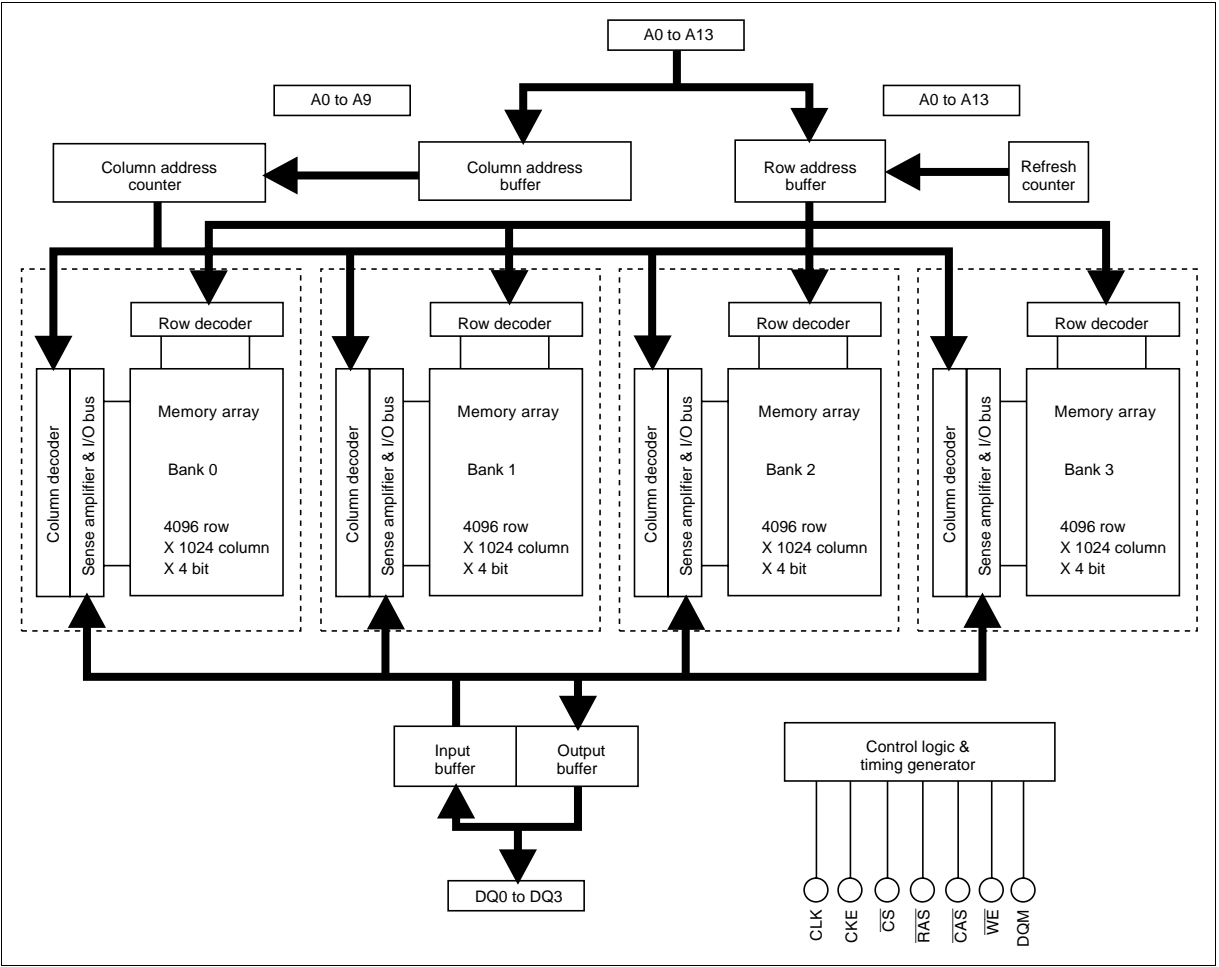 A0 to A13
A0 to A9
A0 to A13
Column address
counter
Column address
buffer
Row address
buffer
Refresh
counter
Row decoder
Row decoder
Row decoder
Row decoder
Column decoder
Sense amplifier & I/O bus
Memory array
Bank 0
4096 row
X 1024 column
X 4 bit
Column decoder
Sense amplifier & I/O bus
Memory array
Bank 1
4096 row
X 1024 column
X 4 bit
Column decoder
Sense amplifier & I/O bus
Memory array
Bank 2
4096 row
X 1024 column
X 4 bit
Column decoder
Sense amplifier & I/O bus
Memory array
Bank 3
4096 row
X 1024 column
X 4 bit
Input
buffer
Output
buffer
Control logic &
timing generator
DQ0 to DQ3
CLK
CKE
C̅S̅
R̅A̅S̅
C̅A̅S̅
W̅E̅
DQM